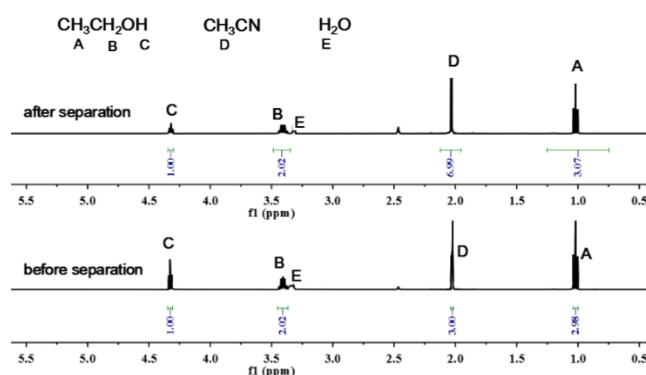 CH₃CH₂OH CH₃CN H₂O
A B C D E
after separation
C B E D A
1.00 2.02 6.99 3.07
5.5 5.0 4.5 4.0 3.5 3.0 2.5 2.0 1.5 1.0 0.5
f1 (ppm)
before separation
C B E D A
1.00 2.02 3.00 2.98
5.5 5.0 4.5 4.0 3.5 3.0 2.5 2.0 1.5 1.0 0.5
f1 (ppm)